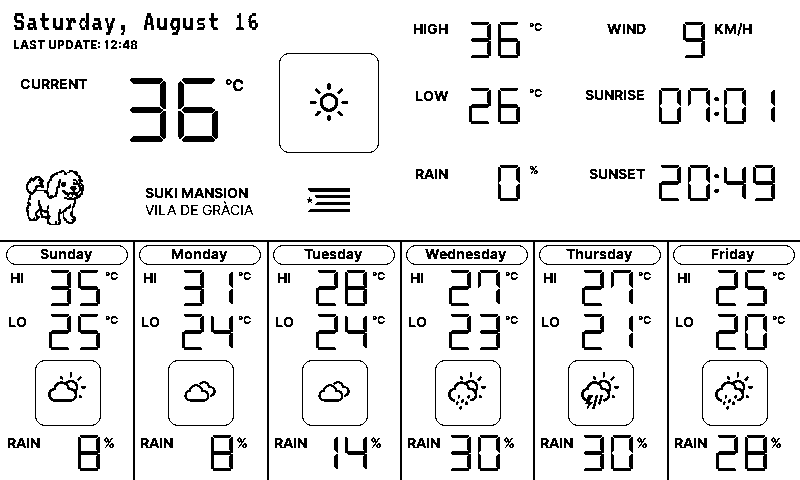 Saturday, August 16
LAST UPDATE: 12:48
CURRENT 36 °C
SUKI MANSION
VILA DE GRÀCIA
HIGH 36 °C
LOW 26 °C
RAIN 0 %
WIND 9 KM/H
SUNRISE 07:01
SUNSET 20:49
Sunday
HI 35 °C
LO 25 °C
RAIN 8 %
Monday
HI 31 °C
LO 24 °C
RAIN 8 %
Tuesday
HI 28 °C
LO 24 °C
RAIN 14 %
Wednesday
HI 27 °C
LO 23 °C
RAIN 30 %
Thursday
HI 27 °C
LO 21 °C
RAIN 30 %
Friday
HI 25 °C
LO 20 °C
RAIN 28 %